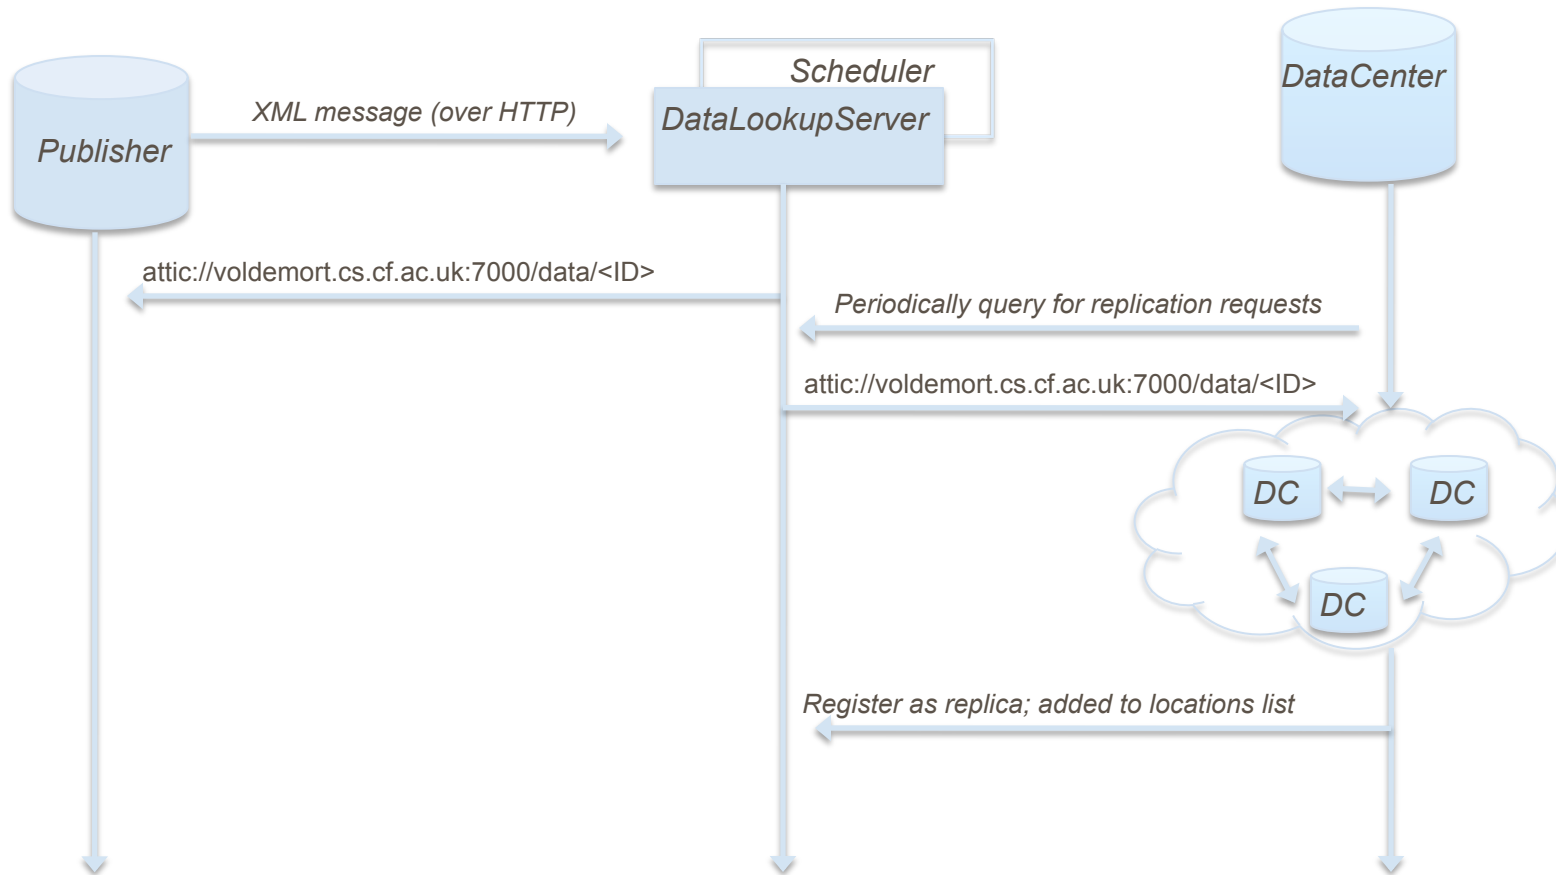 Scheduler
DataCenter
XML message (over HTTP)
DataLookupServer
Publisher
attic://voldemort.cs.cf.ac.uk:7000/data/<ID>
Periodically query for replication requests
attic://voldemort.cs.cf.ac.uk:7000/data/<ID>
DC
DC
DC
Register as replica; added to locations list